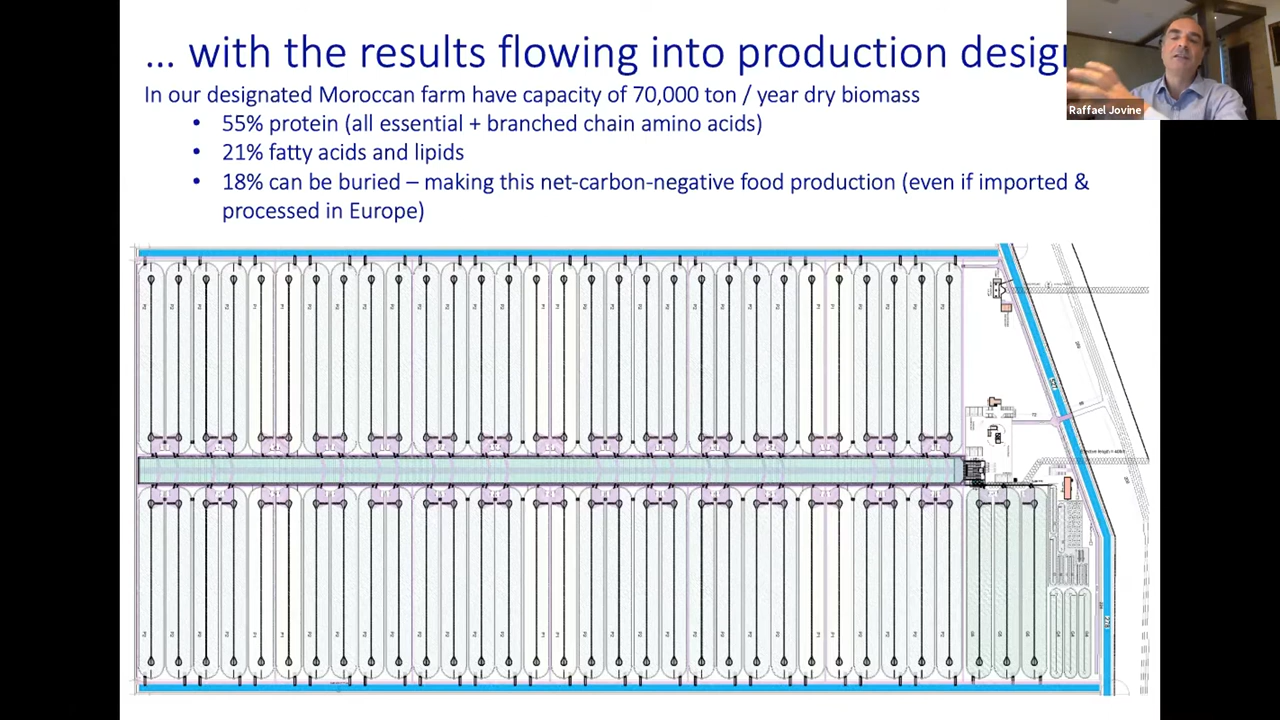 ... with the results flowing into production desig
Raffael Jovine
In our designated Moroccan farm have capacity of 70,000 ton / year dry biomass
• 55% protein (all essential + branched chain amino acids)
• 21% fatty acids and lipids
• 18% can be buried – making this net-carbon-negative food production (even if imported &
processed in Europe)